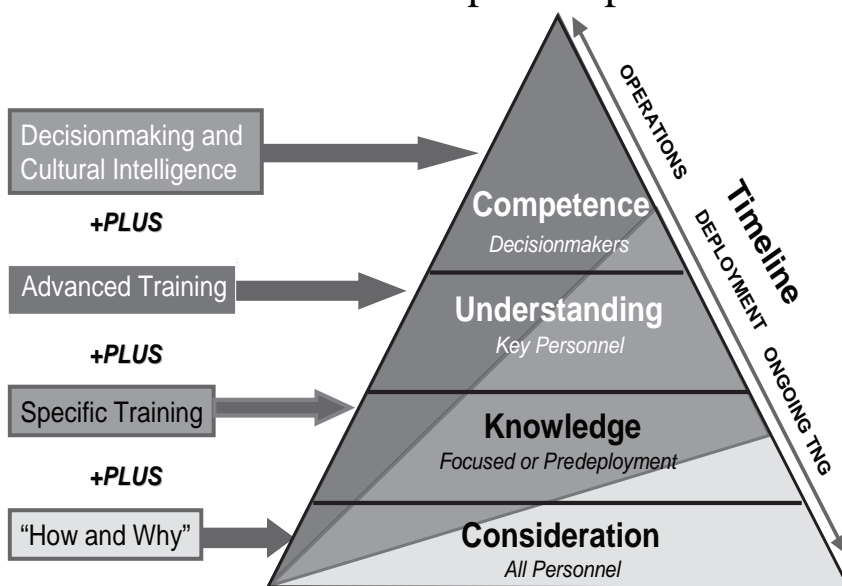 Decisionmaking and
Cultural Intelligence
+PLUS
Advanced Training
+PLUS
Specific Training
+PLUS
“How and Why”
Competence
Decisionmakers
Understanding
Key Personnel
Knowledge
Focused or Predeployment
Consideration
All Personnel
OPERATIONS
DEPLOYMENT
ONGOING TNG
Timeline